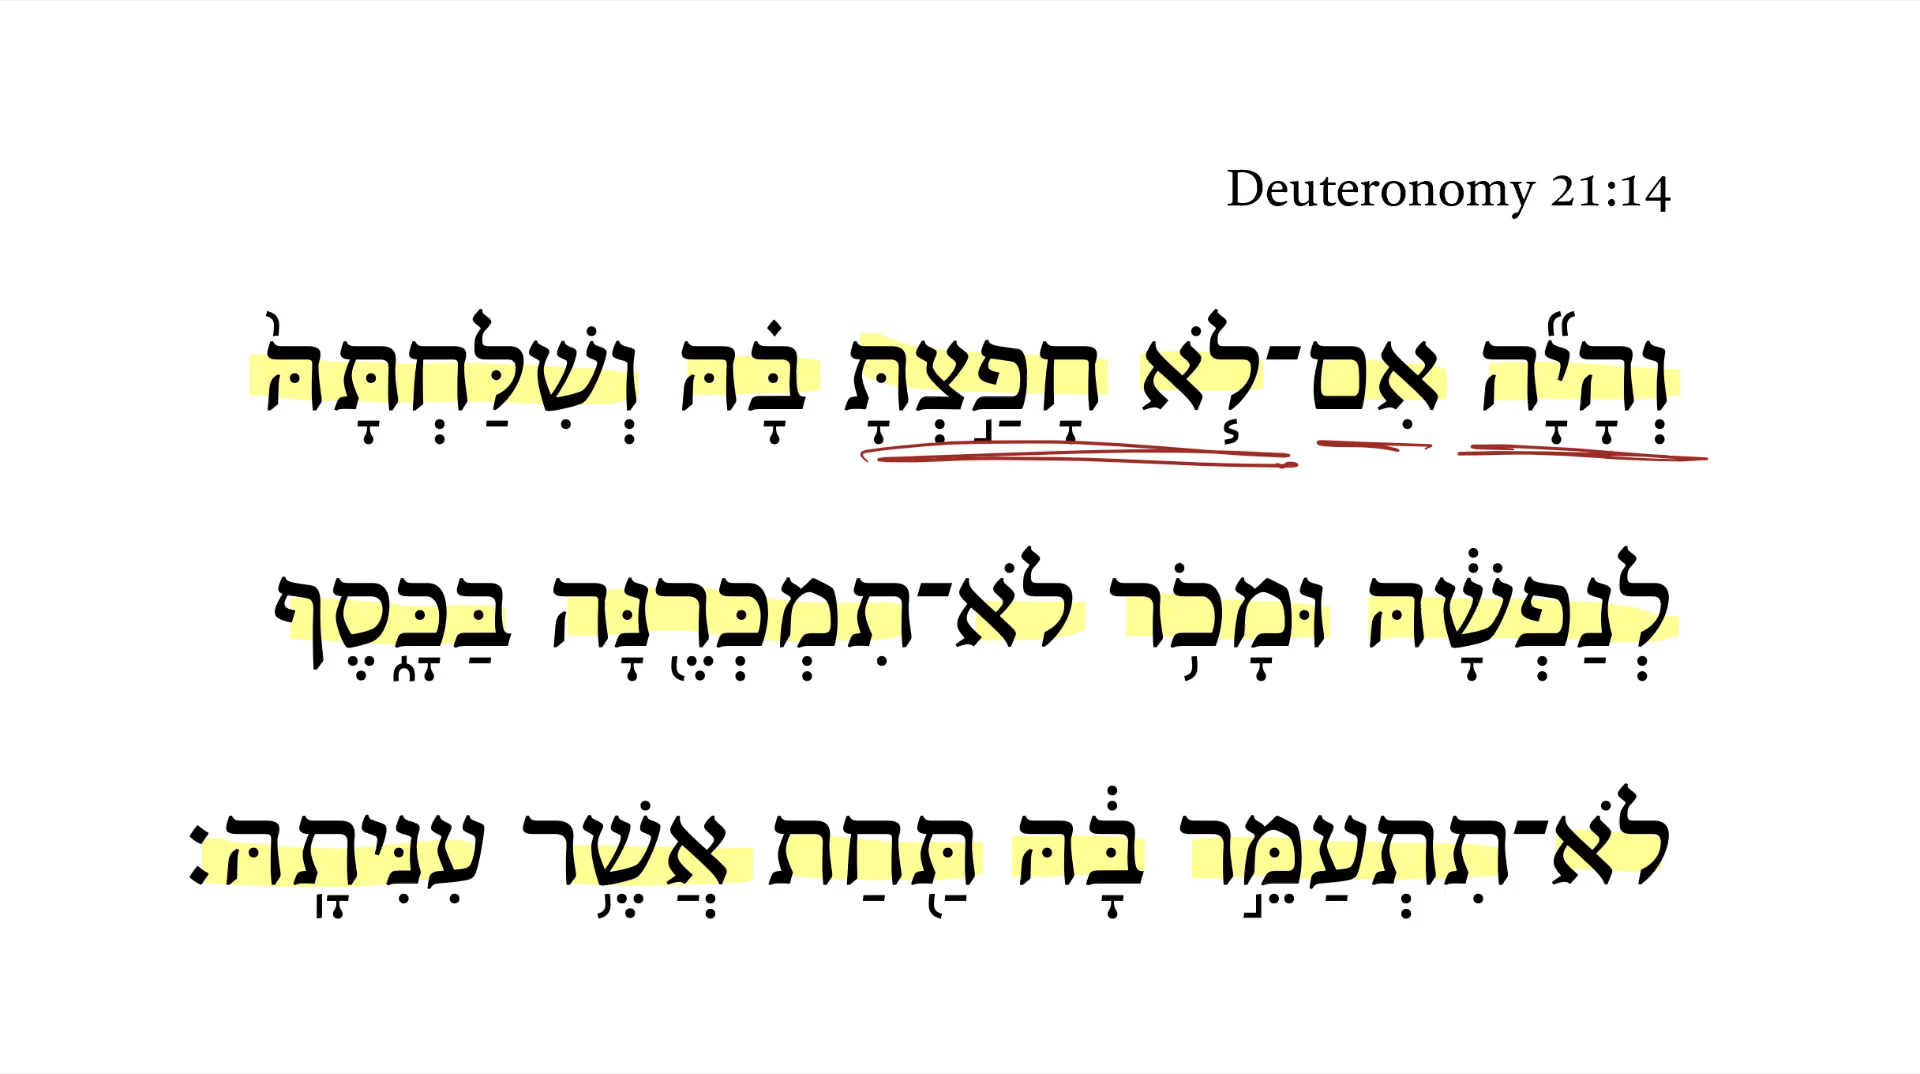 Deuteronomy 21:14
וְהָיָ֞ה אִם־לֹ֧א חָפַ֣צְתָּ בָּ֗הּ וְשִׁלַּחְתָּהּ֙
לְנַפְשָׁ֔הּ וּמָכֹ֥ר לֹא־תִמְכְּרֶ֖נָּה בַּכָּ֑סֶף
לֹא־תִתְעַמֵּ֣ר בָּ֔הּ תַּ֖חַת אֲשֶׁ֥ר עִנִּיתָֽהּ׃